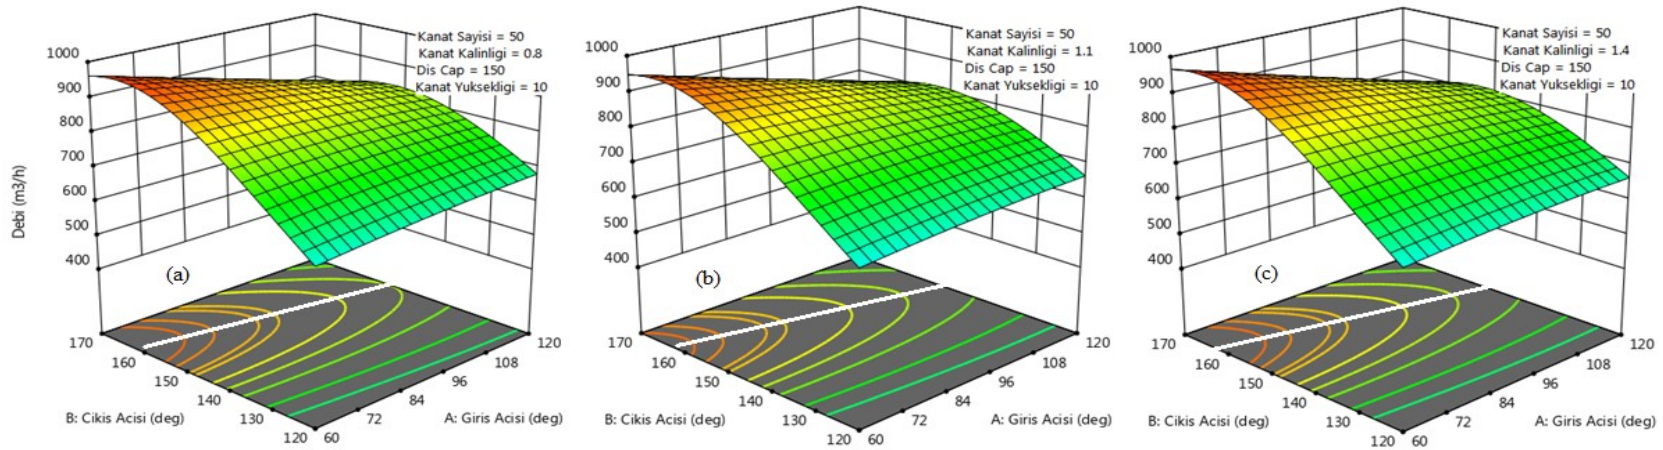 Kanat Sayisi = 50
Kanat Kalinligi = 0.8
Dis Cap = 150
Kanat Yuksekligi = 10
1000
900
800
700
600
500
400
Debi (m3/h)
(a)
170
160
150
140
130
120
60
72
84
96
108
120
B: Cikis Acisi (deg)
A: Giris Acisi (deg)
Kanat Sayisi = 50
Kanat Kalinligi = 1.1
Dis Cap = 150
Kanat Yuksekligi = 10
1000
900
800
700
600
500
400
(b)
170
160
150
140
130
120
60
72
84
96
108
120
B: Cikis Acisi (deg)
A: Giris Acisi (deg)
Kanat Sayisi = 50
Kanat Kalinligi = 1.4
Dis Cap = 150
Kanat Yuksekligi = 10
1000
900
800
700
600
500
400
(c)
170
160
150
140
130
120
60
72
84
96
108
120
B: Cikis Acisi (deg)
A: Giris Acisi (deg)